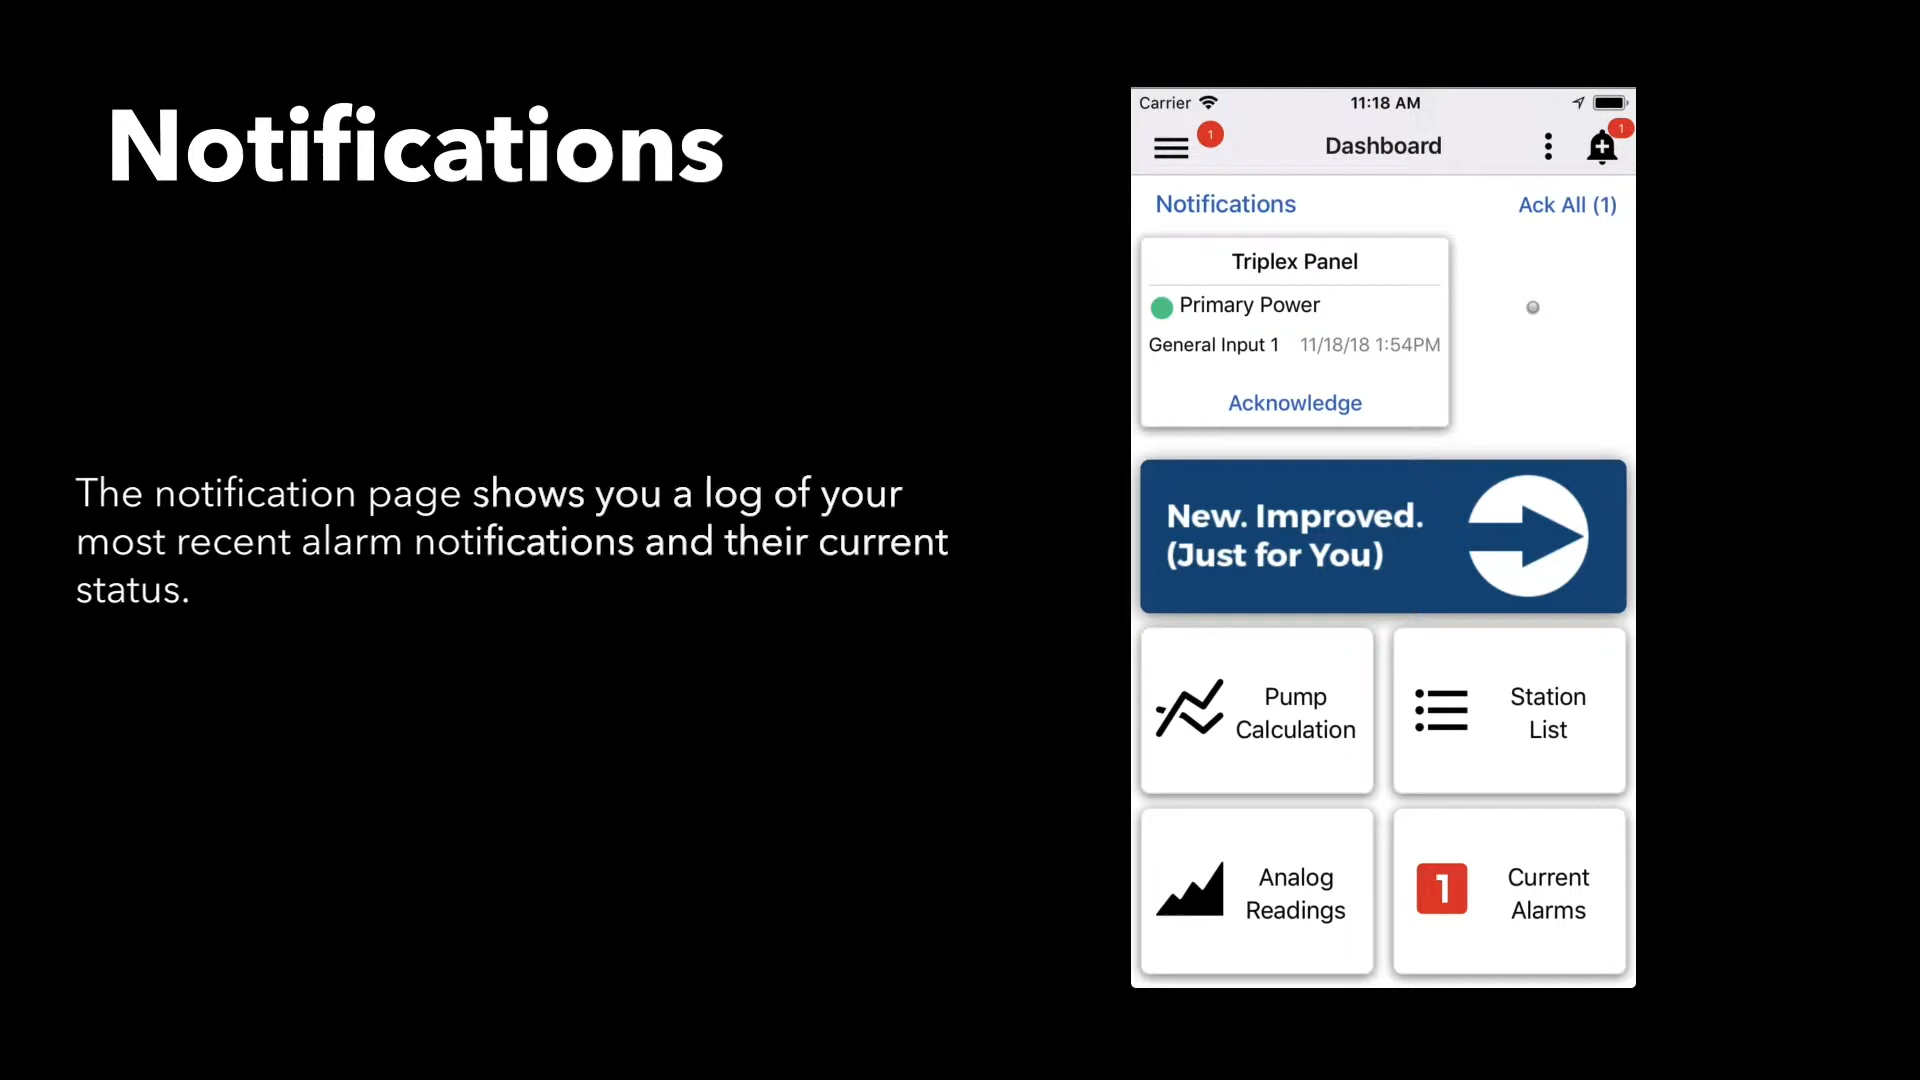 Notifications
The notification page shows you a log of your
most recent alarm notifications and their current
status.
Carrier 11:18 AM
1 Dashboard 1
Notifications Ack All (1)
Triplex Panel
Primary Power
General Input 1 11/18/18 1:54PM
Acknowledge
New. Improved.
(Just for You)
Pump
Calculation
Station
List
Analog
Readings
1
Current
Alarms